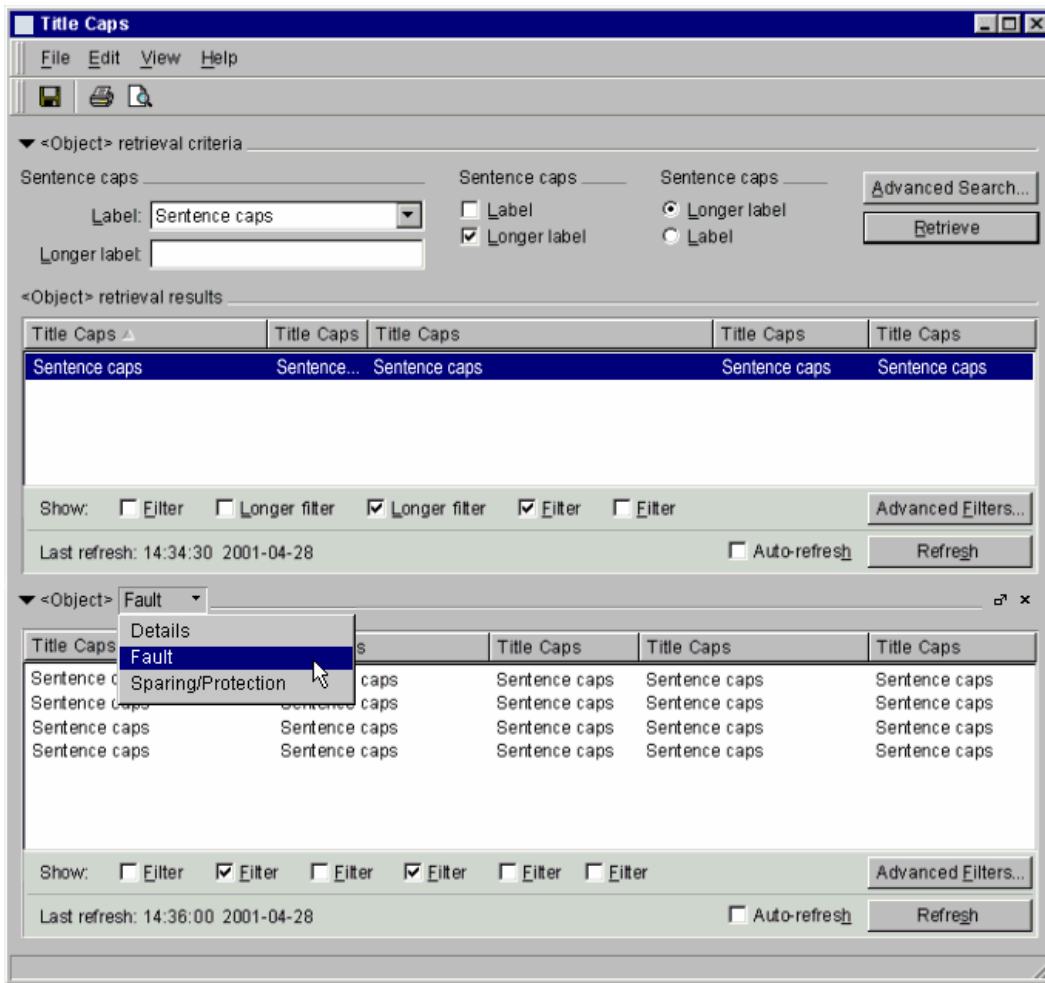 Title Caps
File Edit View Help
<Object> retrieval criteria
Sentence caps Sentence caps Sentence caps Advanced Search...
Label: Sentence caps Label Longer label Retrieve
Longer label: Longer label Label
<Object> retrieval results
Title Caps Title Caps Title Caps Title Caps Title Caps
Sentence caps Sentence... Sentence caps Sentence caps Sentence caps
Show: Filter Longer filter Longer filter Filter Filter Advanced Filters...
Last refresh: 14:34:30 2001-04-28 Auto-refresh Refresh
<Object> Fault
Details
Fault
Sparing/Protection
Title Caps s Title Caps Title Caps Title Caps
Sentence c caps Sentence caps Sentence caps Sentence caps
Sentence caps Sentence caps Sentence caps Sentence caps Sentence caps
Sentence caps Sentence caps Sentence caps Sentence caps Sentence caps
Sentence caps Sentence caps Sentence caps Sentence caps Sentence caps
Show: Filter Filter Filter Filter Filter Filter Advanced Filters...
Last refresh: 14:36:00 2001-04-28 Auto-refresh Refresh